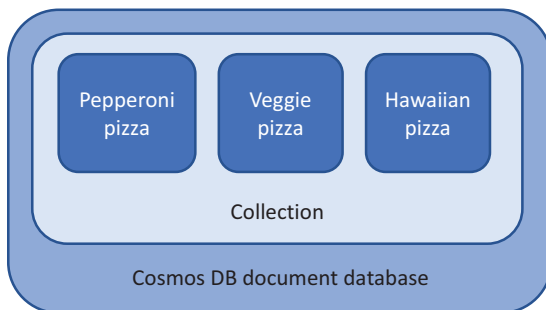 Pepperoni
pizza
Veggie
pizza
Hawaiian
pizza
Collection
Cosmos DB document database